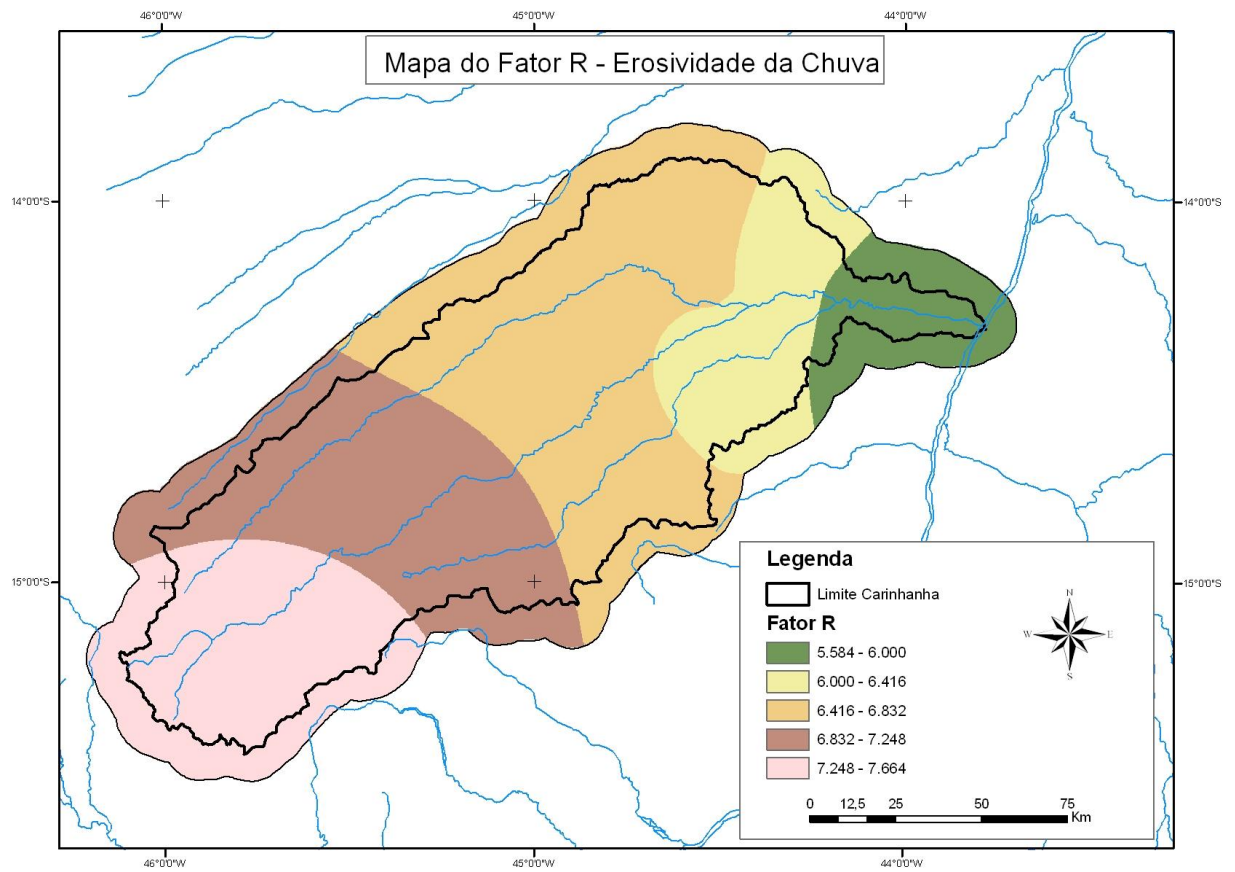 46°0'0"W 45°0'0"W 44°0'0"W
Mapa do Fator R - Erosividade da Chuva
14°0'0"S 14°0'0"S
15°0'0"S 15°0'0"S
Legenda
Limite Carinhanha
Fator R
5.584 - 6.000
6.000 - 6.416
6.416 - 6.832
6.832 - 7.248
7.248 - 7.664
N
W E
S
0 12,5 25 50 75
Km
46°0'0"W 45°0'0"W 44°0'0"W